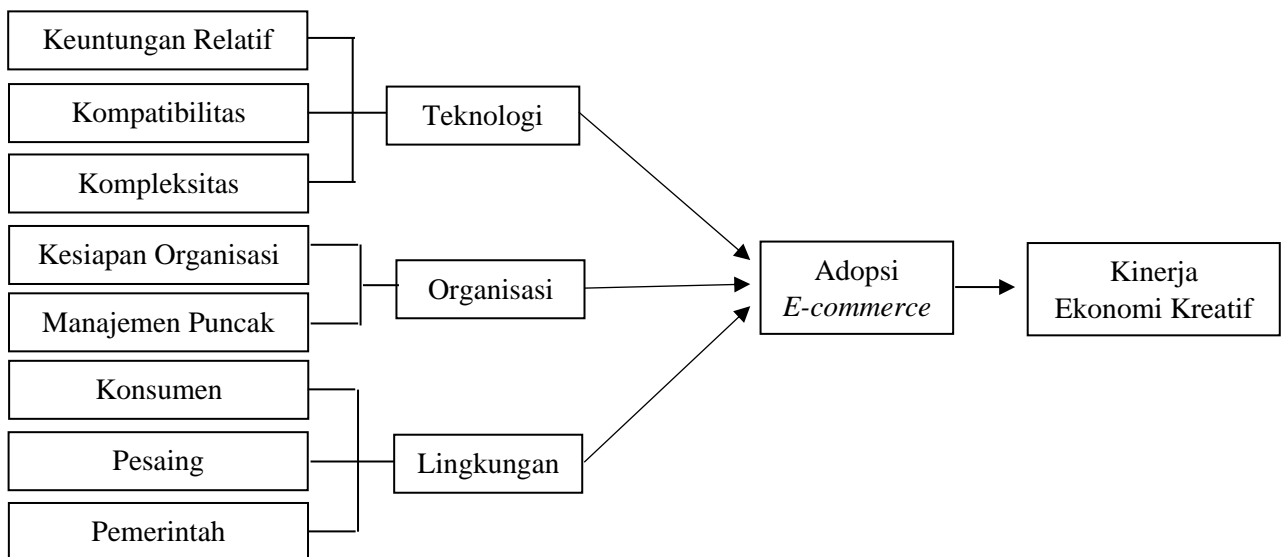 Keuntungan Relatif
Kompatibilitas
Kompleksitas
Teknologi
Kesiapan Organisasi
Manajemen Puncak
Organisasi
Konsumen
Pesaing
Pemerintah
Lingkungan
Adopsi
E-commerce
Kinerja
Ekonomi Kreatif